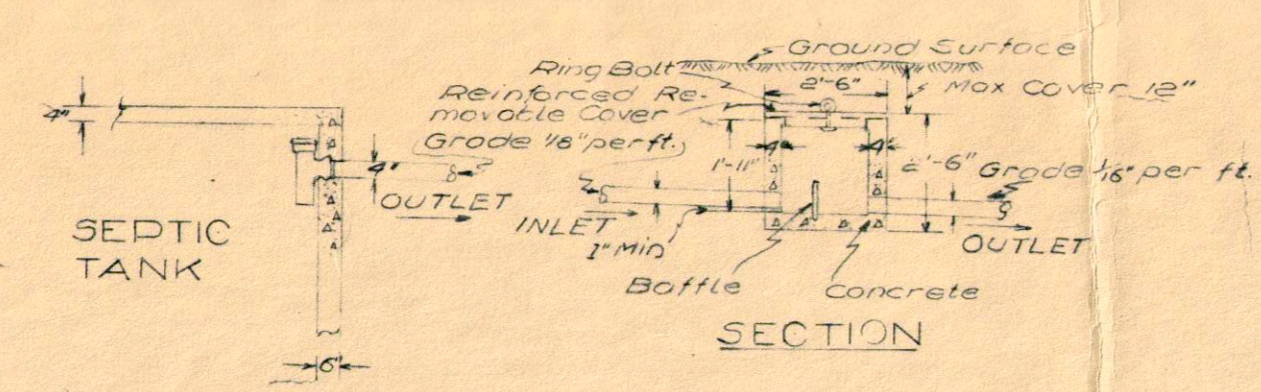 Ground Surface
Ring Bolt
2'-6"
Max Cover 12"
Reinforced Re-
movable Cover
4"
Grade 1/8" per ft.
4"
4"
4"
1'-11"
2'-6"
Grade 1/16" per ft.
OUTLET
INLET
SEPTIC
TANK
1" Min
OUTLET
Baffle
Concrete
SECTION
6"